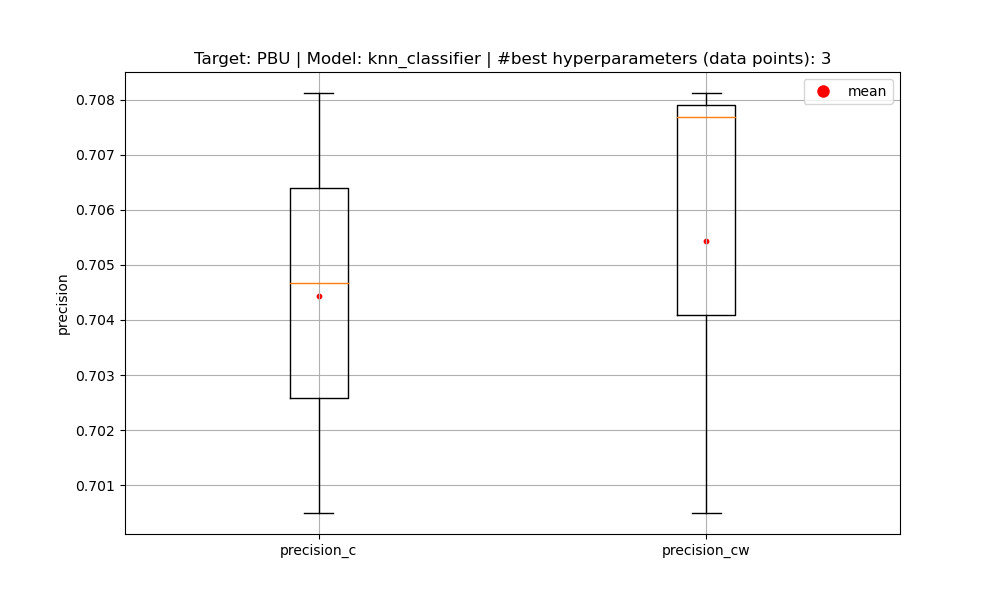 Target: PBU | Model: knn_classifier | #best hyperparameters (data points): 3
mean
0.708
0.707
0.706
0.705
0.704
0.703
0.702
0.701
precision
precision_c
precision_cw